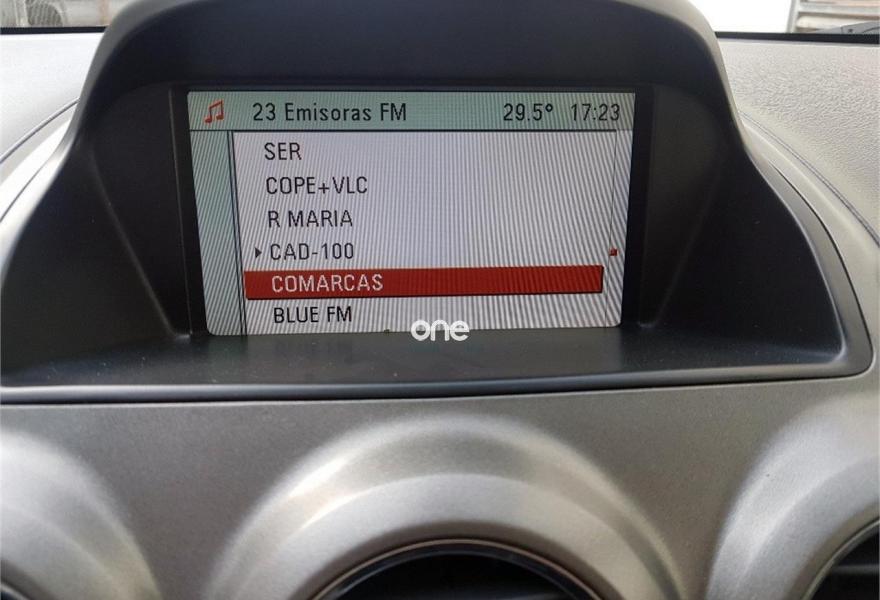 23 Emisoras FM 29.5° 17:23
SER
COPE+VLC
R MARIA
CAD-100
COMARCAS
BLUE FM
one